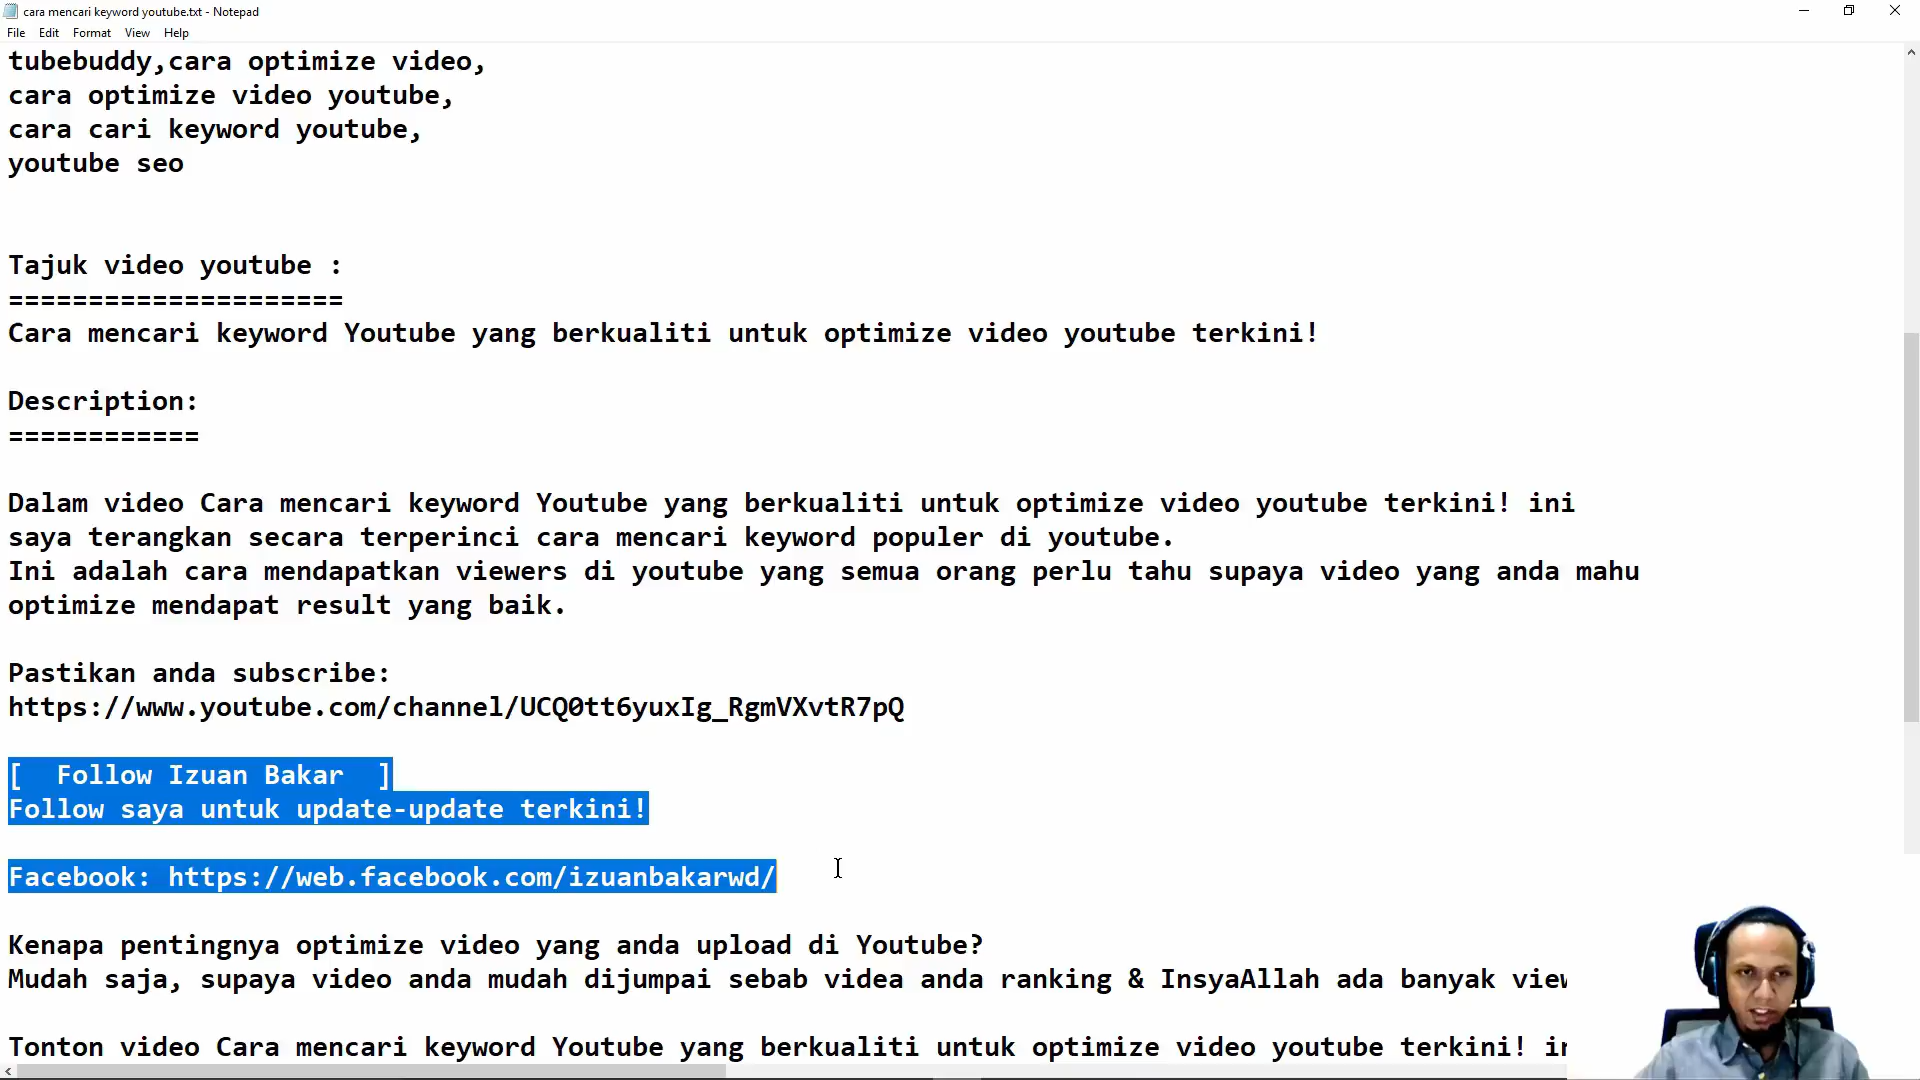 cara mencari keyword youtube.txt - Notepad
File Edit Format View Help
tubebuddy,cara optimize video,
cara optimize video youtube,
cara cari keyword youtube,
youtube seo
Tajuk video youtube :
=====================
Cara mencari keyword Youtube yang berkualiti untuk optimize video youtube terkini!
Description:
============
Dalam video Cara mencari keyword Youtube yang berkualiti untuk optimize video youtube terkini! ini
saya terangkan secara terperinci cara mencari keyword populer di youtube.
Ini adalah cara mendapatkan viewers di youtube yang semua orang perlu tahu supaya video yang anda mahu
optimize mendapat result yang baik.
Pastikan anda subscribe:
https://www.youtube.com/channel/UCQ0tt6yuxIg_RgmVXvtR7pQ
[  Follow Izuan Bakar  ]
Follow saya untuk update-update terkini!
Facebook: https://web.facebook.com/izuanbakarwd/
Kenapa pentingnya optimize video yang anda upload di Youtube?
Mudah saja, supaya video anda mudah dijumpai sebab videa anda ranking & InsyaAllah ada banyak
Tonton video Cara mencari keyword Youtube yang berkualiti untuk optimize video youtube terkini!